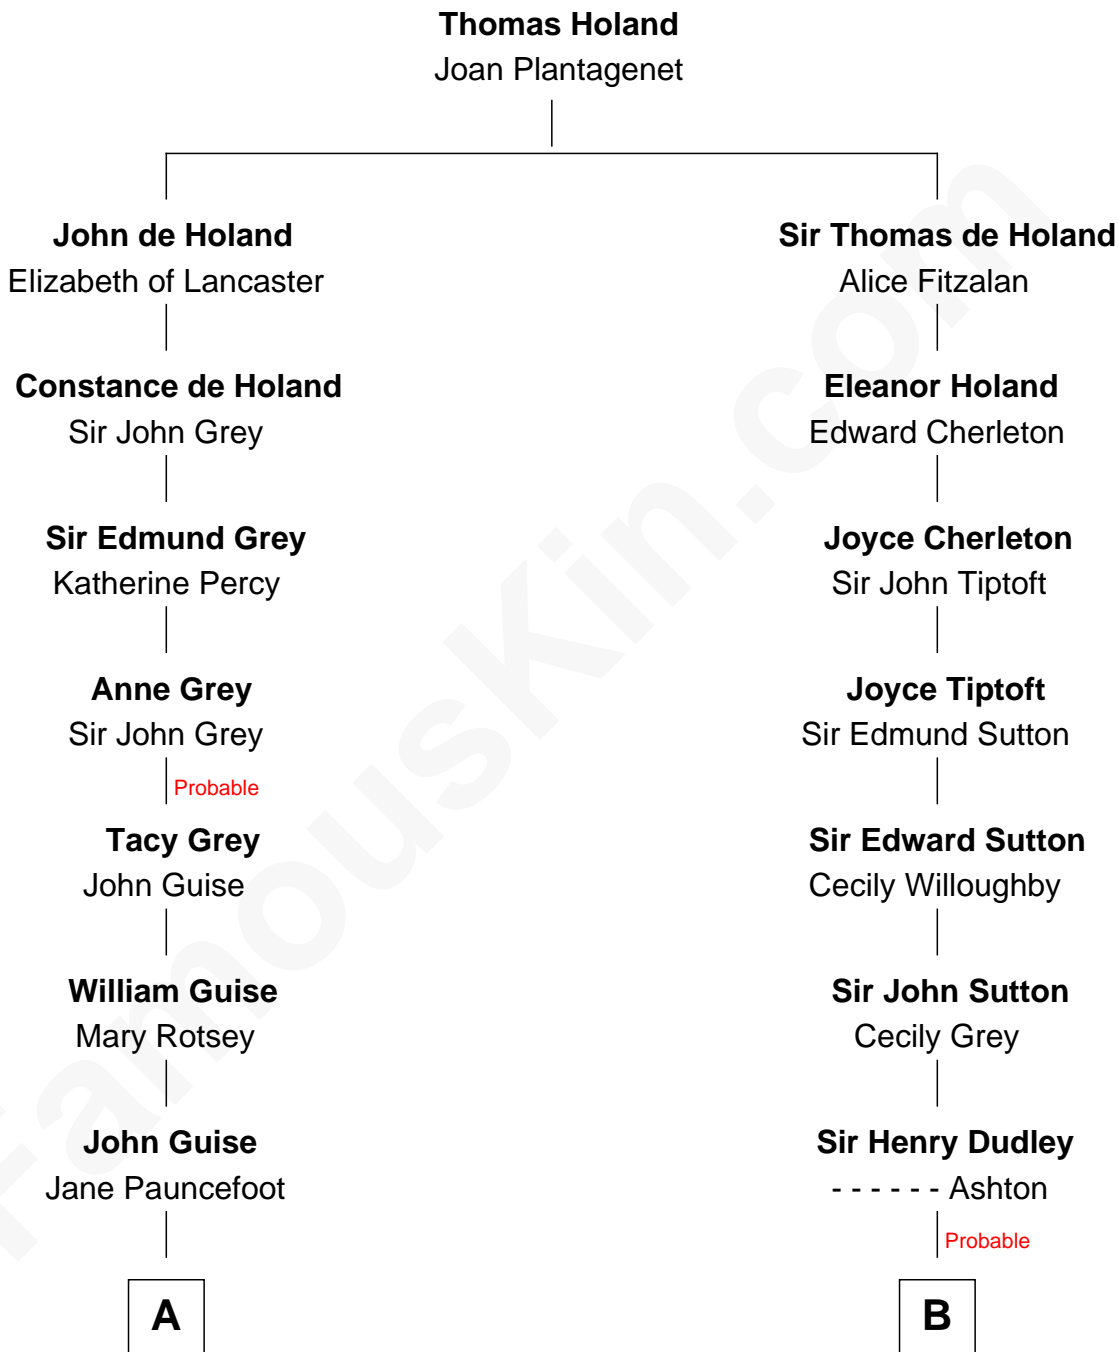 Thomas Holand
Joan Plantagenet
John de Holand
Elizabeth of Lancaster
Sir Thomas de Holand
Alice Fitzalan
Constance de Holand
Sir John Grey
Eleanor Holand
Edward Cherleton
Sir Edmund Grey
Katherine Percy
Joyce Cherleton
Sir John Tiptoft
Anne Grey
Sir John Grey
Probable
Joyce Tiptoft
Sir Edmund Sutton
Tacy Grey
John Guise
Sir Edward Sutton
Cecily Willoughby
William Guise
Mary Rotsey
Sir John Sutton
Cecily Grey
John Guise
Jane Pauncefoot
Sir Henry Dudley
- - - - - - Ashton
Probable
A
B
FamousKin.com